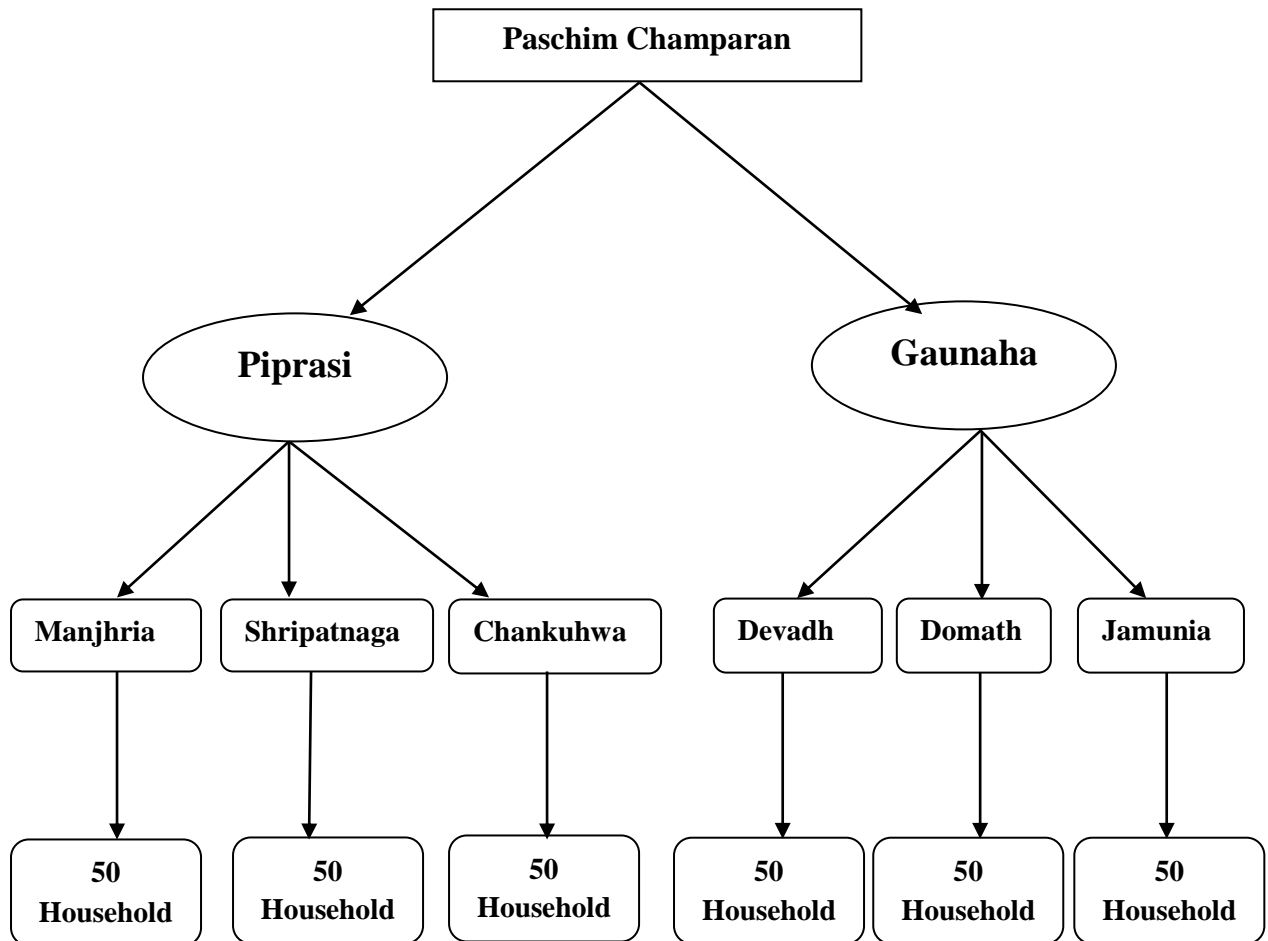 Paschim Champaran
Piprasi
Gaunaha
Manjhria
Shripatnaga
Chankuhwa
Devadh
Domath
Jamunia
50
Household
50
Household
50
Household
50
Household
50
Household
50
Household